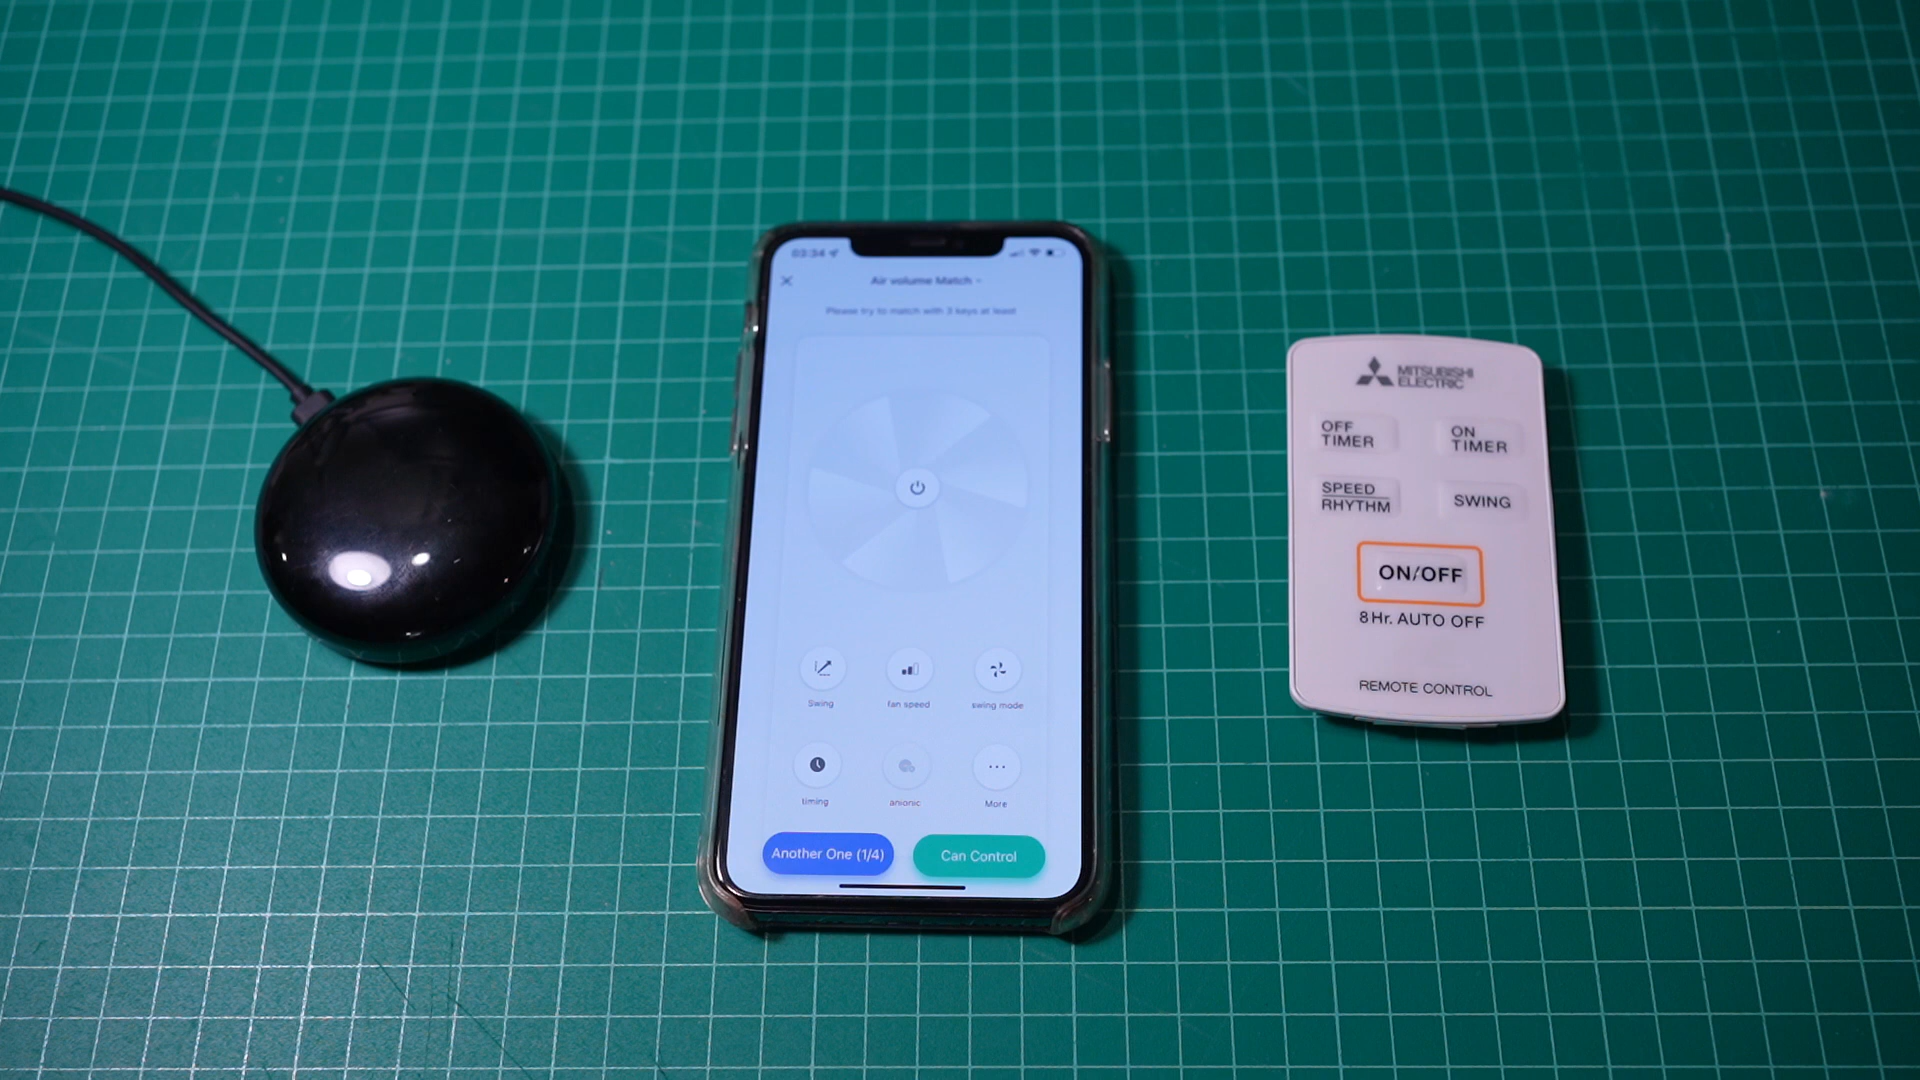 03:34
Air volume Match
Please try to match with 3 keys at least
Swing
fan speed
swing mode
timing
anionic
More
Another One (1/4)
Can Control
MITSUBISHI
ELECTRIC
OFF
TIMER
ON
TIMER
SPEED
RHYTHM
SWING
ON/OFF
8 Hr. AUTO OFF
REMOTE CONTROL